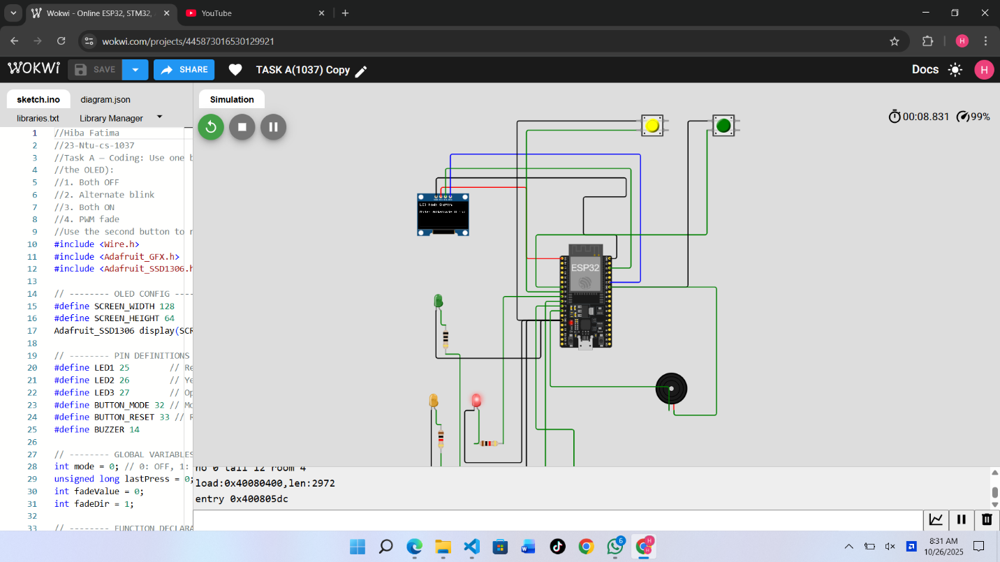 Wokwi - Online ESP32, STM32,
YouTube
wokwi.com/projects/445873016530129921
H
WOKWI
SAVE
SHARE
TASK A(1037) Copy
Docs
H
sketch.ino
diagram.json
libraries.txt
Library Manager
Simulation
00:08.831
99%
1 //Hiba Fatima
2 //23-Ntu-cs-1037
3 //Task A – Coding: Use one b
4 //the OLED):
5 //1. Both OFF
6 //2. Alternate blink
7 //3. Both ON
8 //4. PWM fade
9 //Use the second button to r
10 #include <Wire.h>
11 #include <Adafruit_GFX.h>
12 #include <Adafruit_SSD1306.h
13
14 // -------- OLED CONFIG ----
15 #define SCREEN_WIDTH 128
16 #define SCREEN_HEIGHT 64
17 Adafruit_SSD1306 display(SCR
18
19 // -------- PIN DEFINITIONS
20 #define LED1 25 // Re
21 #define LED2 26 // Ye
22 #define LED3 27 // Op
23 #define BUTTON_MODE 32 // Mo
24 #define BUTTON_RESET 33 // R
25 #define BUZZER 14
26
27 // -------- GLOBAL VARIABLES
28 int mode = 0; // 0: OFF, 1:
29 unsigned long lastPress = 0;
30 int fadeValue = 0;
31 int fadeDir = 1;
32
33 // -------- FUNCTION DECLARA
ESP32
ho 0 tail 12 room 4
load:0x40080400,len:2972
entry 0x400805dc
6
H
H
8:31 AM
10/26/2025